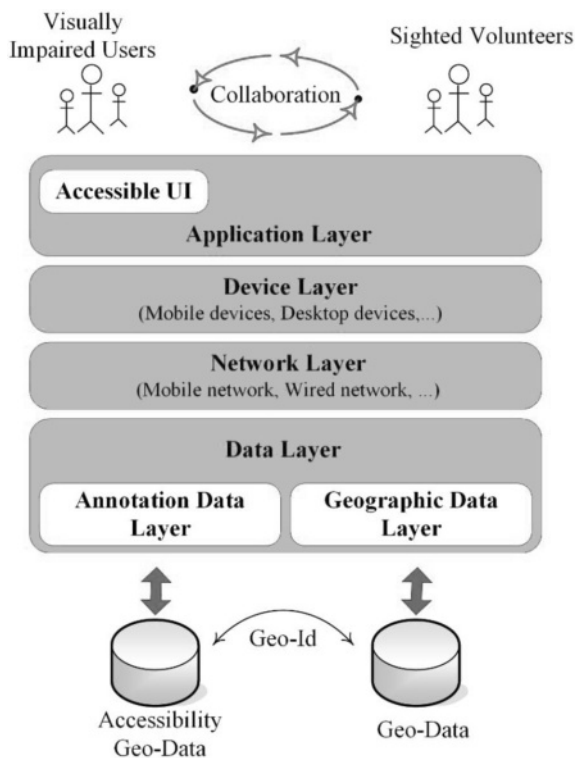 Visually
Impaired Users
Sighted Volunteers
Collaboration
Accessible UI
Application Layer
Device Layer
(Mobile devices, Desktop devices,...)
Network Layer
(Mobile network, Wired network, ...)
Data Layer
Annotation Data
Layer
Geographic Data
Layer
Geo-Id
Accessibility
Geo-Data
Geo-Data